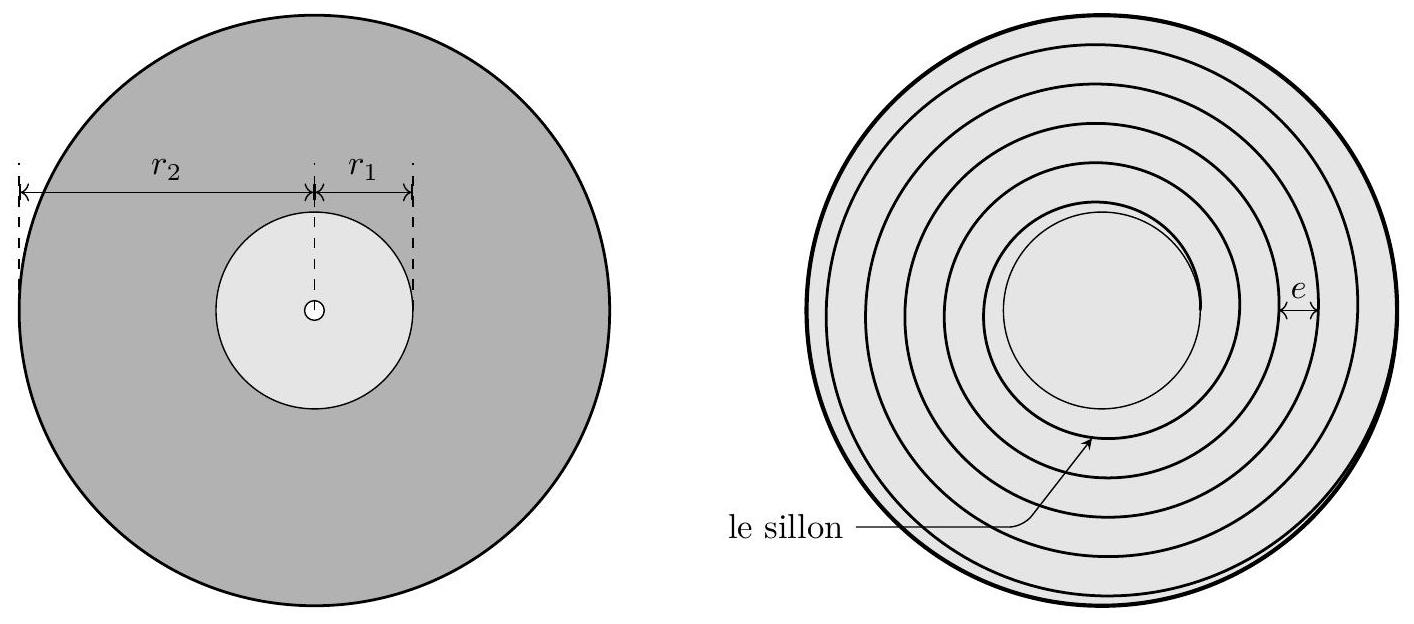 r₂
r₁
e
le sillon